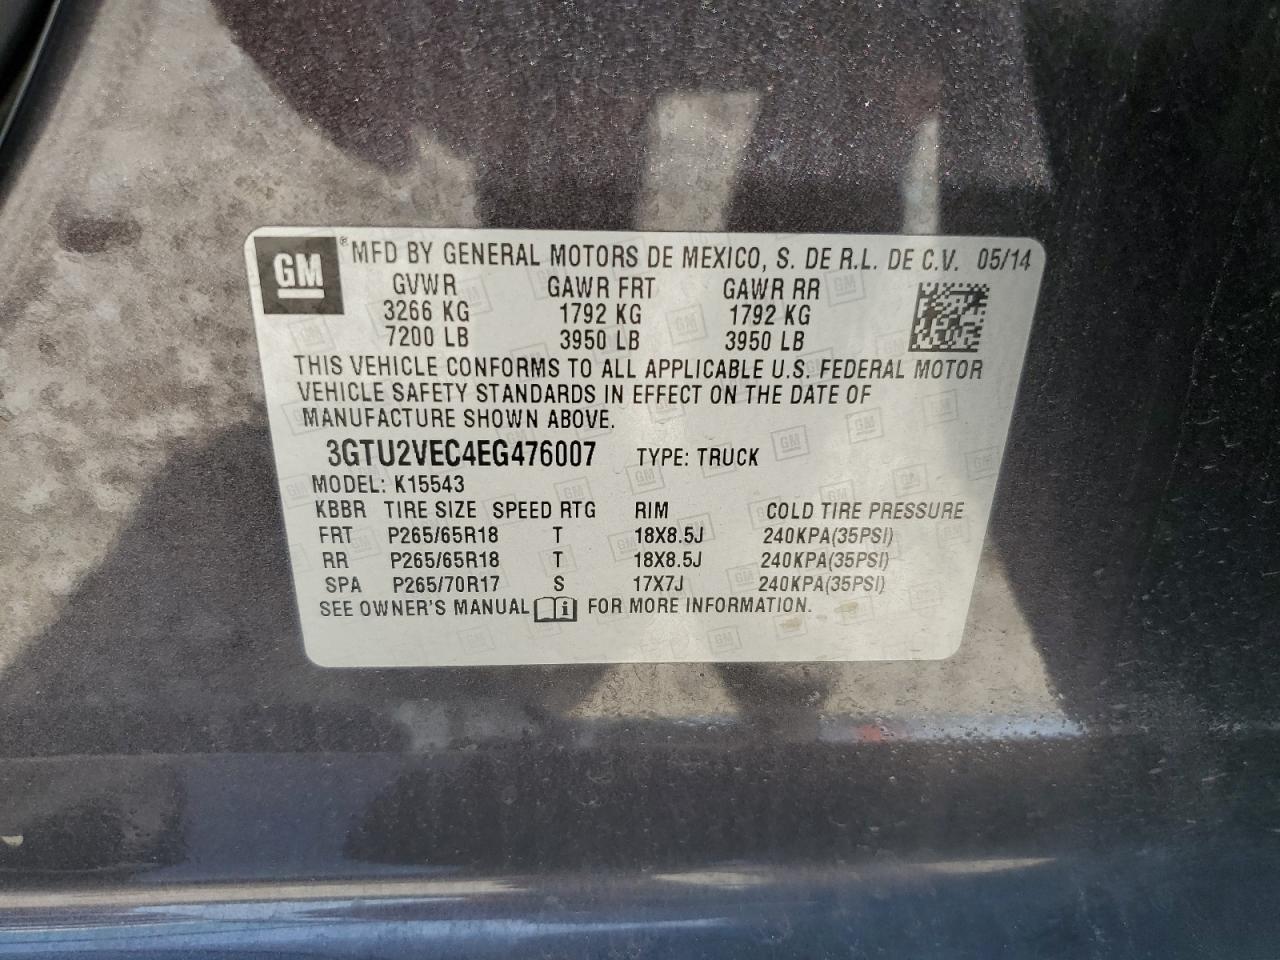 GM® MFD BY GENERAL MOTORS DE MEXICO, S. DE R.L. DE C.V. 05/14
GVWR GAWR FRT GAWR RR
3266 KG 1792 KG 1792 KG
7200 LB 3950 LB 3950 LB
THIS VEHICLE CONFORMS TO ALL APPLICABLE U.S. FEDERAL MOTOR
VEHICLE SAFETY STANDARDS IN EFFECT ON THE DATE OF
MANUFACTURE SHOWN ABOVE.
3GTU2VEC4EG476007 TYPE: TRUCK
MODEL: K15543
KBBR TIRE SIZE SPEED RTG RIM COLD TIRE PRESSURE
FRT P265/65R18 T 18X8.5J 240KPA(35PSI)
RR P265/65R18 T 18X8.5J 240KPA(35PSI)
SPA P265/70R17 S 17X7J 240KPA(35PSI)
SEE OWNER'S MANUAL i FOR MORE INFORMATION.